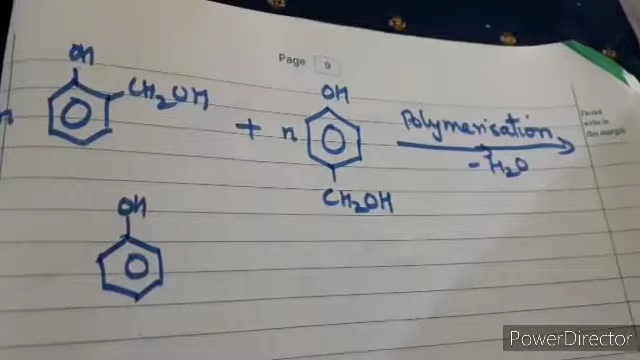 Page 9
OH
n CH2OH + n OH Polymerisation
-H2O
CH2OH
OH
PowerDirector